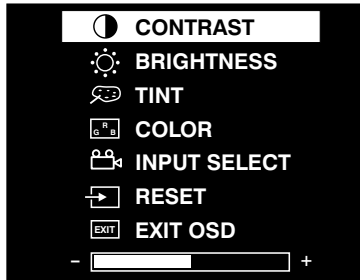 CONTRAST
BRIGHTNESS
TINT
G R B COLOR
INPUT SELECT
RESET
EXIT EXIT OSD
- +